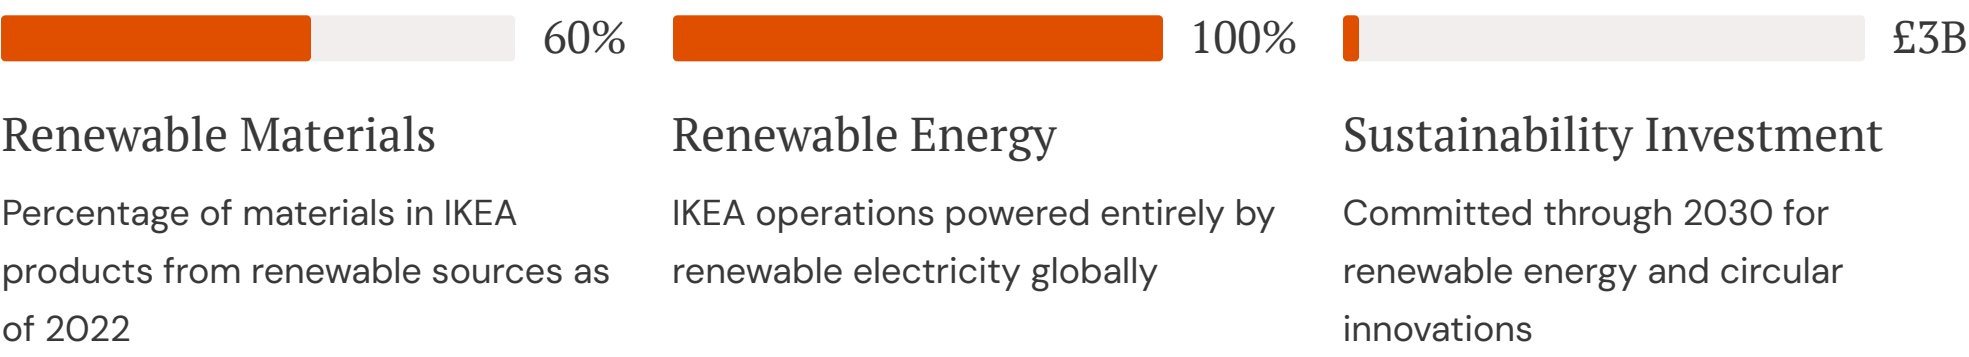 60%
Renewable Materials
Percentage of materials in IKEA
products from renewable sources as
of 2022
100%
Renewable Energy
IKEA operations powered entirely by
renewable electricity globally
£3B
Sustainability Investment
Committed through 2030 for
renewable energy and circular
innovations